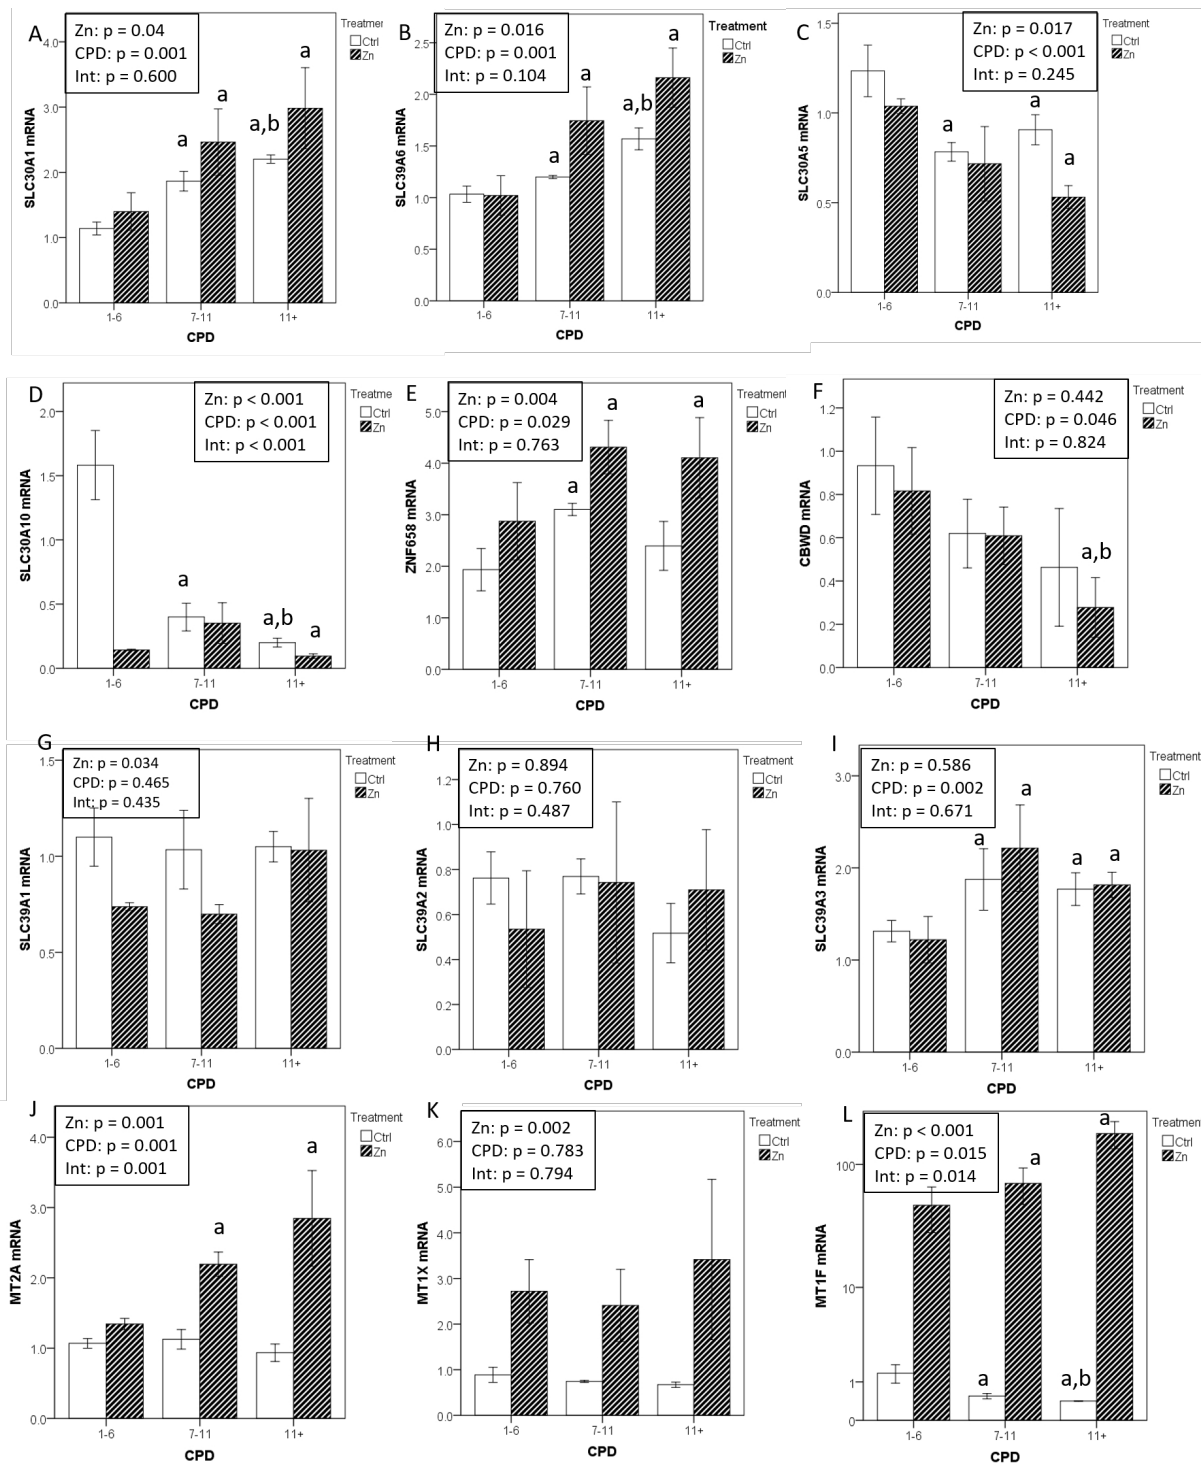 A
Zn: p = 0.04
CPD: p = 0.001
Int: p = 0.600
Treatmer
Ctrl
Zn
SLC30A1 mRNA
4.0
3.0
2.0
1.0
0.0
a
a
a,b
a
1-6
7-11
11+
CPD
B
Zn: p = 0.016
CPD: p = 0.001
Int: p = 0.104
Treatment
Ctrl
Zn
SLC39A6 mRNA
2.5
2.0
1.5
1.0
0.5
0.0
a
a
a,b
a
1-6
7-11
11+
CPD
C
Zn: p = 0.017
CPD: p < 0.001
Int: p = 0.245
Treatment
Ctrl
Zn
SLC30A5 mRNA
1.5
1.0
0.5
0.0
a
a
a
1-6
7-11
11+
CPD
D
Zn: p < 0.001
CPD: p < 0.001
Int: p < 0.001
Treatme
Ctrl
Zn
SLC30A10 mRNA
2.0
1.5
1.0
0.5
0.0
a
a,b
a
1-6
7-11
11+
CPD
E
Zn: p = 0.004
CPD: p = 0.029
Int: p = 0.763
Treatmen
Ctrl
Zn
ZNF658 mRNA
5.0
4.0
3.0
2.0
1.0
0.0
a
a
a
1-6
7-11
11+
CPD
F
Zn: p = 0.442
CPD: p = 0.046
Int: p = 0.824
Treatment
Ctrl
Zn
CBWD mRNA
1.2
1.0
0.8
0.6
0.4
0.2
0.0
a,b
1-6
7-11
11+
CPD
G
Zn: p = 0.034
CPD: p = 0.465
Int: p = 0.435
Treatment
Ctrl
Zn
SLC39A1 mRNA
1.5
1.0
0.5
0.0
1-6
7-11
11+
CPD
H
Zn: p = 0.894
CPD: p = 0.760
Int: p = 0.487
Treatment
Ctrl
Zn
SLC39A2 mRNA
1.2
1.0
0.8
0.6
0.4
0.2
0.0
1-6
7-11
11+
CPD
I
Zn: p = 0.586
CPD: p = 0.002
Int: p = 0.671
Treatment
Ctrl
Zn
SLC39A3 mRNA
3.0
2.0
1.0
0.0
a
a
a
a
1-6
7-11
11+
CPD
J
Zn: p = 0.001
CPD: p = 0.001
Int: p = 0.001
Treatment
Ctrl
Zn
MT2A mRNA
4.0
3.0
2.0
1.0
0.0
a
a
1-6
7-11
11+
CPD
K
Zn: p = 0.002
CPD: p = 0.783
Int: p = 0.794
Treatment
Ctrl
Zn
MT1X mRNA
6.0
5.0
4.0
3.0
2.0
1.0
0.0
1-6
7-11
11+
CPD
L
Zn: p < 0.001
CPD: p = 0.015
Int: p = 0.014
Treatment
Ctrl
Zn
MT1F mRNA
100
10
1
0
a
a
a,b
a
1-6
7-11
11+
CPD